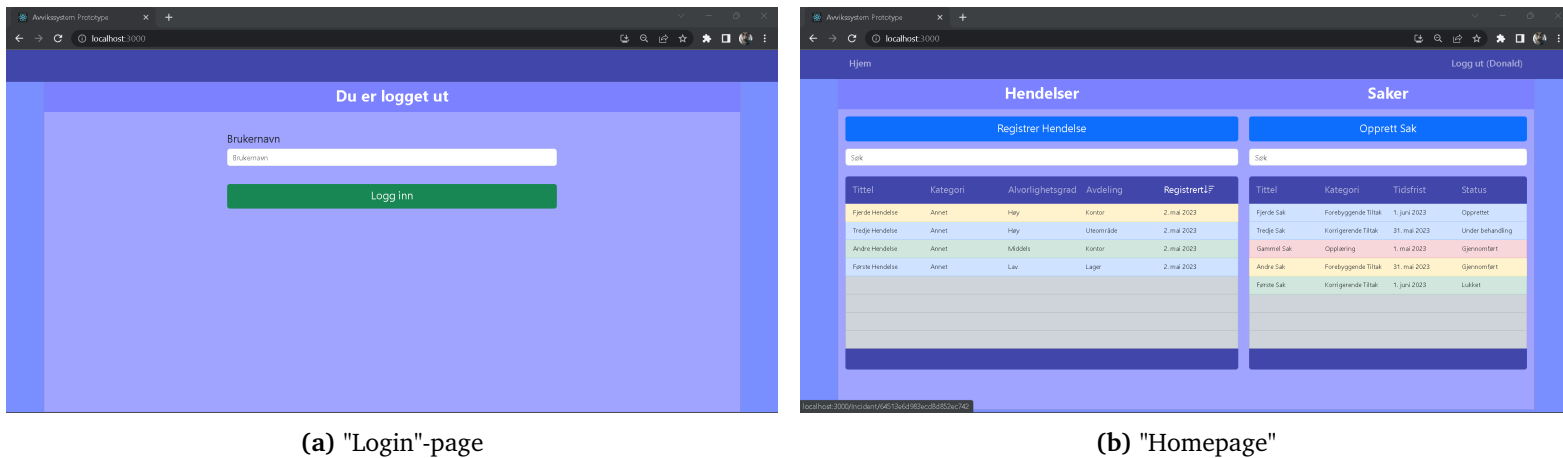 Avvikssystem Prototype
localhost:3000
Du er logget ut
Brukernavn
Brukernavn
Logg inn
(a) "Login"-page
Avvikssystem Prototype
localhost:3000
Hjem Logg ut (Donald)
Hendelser
Registrer Hendelse
Søk
Tittel Kategori Alvorlighetsgrad Avdeling Registrert
Fjerde Hendelse Annet Høy Kontor 2. mai 2023
Tredje Hendelse Annet Høy Uteområde 2. mai 2023
Andre Hendelse Annet Middels Kontor 2. mai 2023
Første Hendelse Annet Lav Lager 2. mai 2023
Saker
Opprett Sak
Søk
Tittel Kategori Tidsfrist Status
Fjerde Sak Forebyggende Tiltak 1. juni 2023 Opprettet
Tredje Sak Korrigerende Tiltak 31. mai 2023 Under behandling
Gammel Sak Opplæring 1. mai 2023 Gjennomført
Andre Sak Forebyggende Tiltak 31. mai 2023 Gjennomført
Første Sak Korrigerende Tiltak 1. juni 2023 Lukket
localhost:3000/incident/64513e6d983ecd8d852ec742
(b) "Homepage"